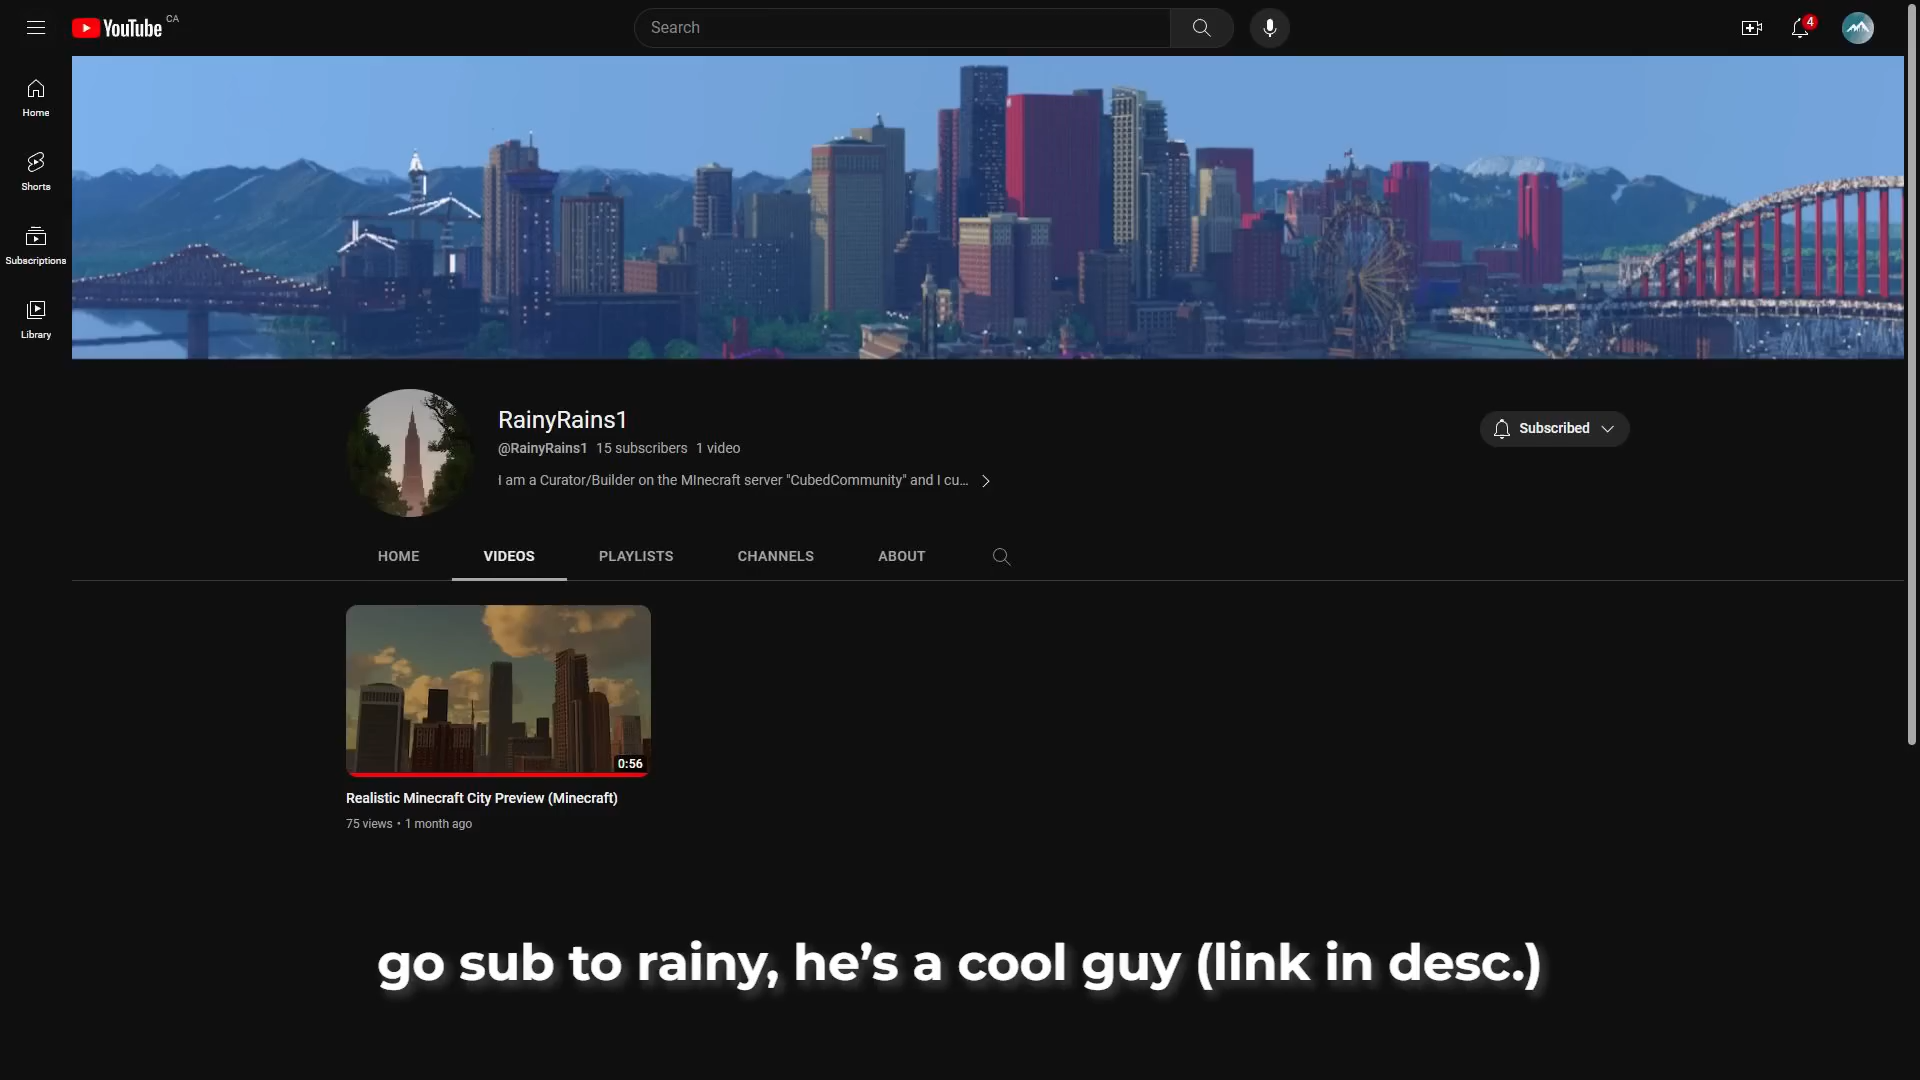 YouTube CA
Search
4
Home
Shorts
Subscriptions
Library
RainyRains1
@RainyRains1 15 subscribers 1 video
I am a Curator/Builder on the MInecraft server "CubedCommunity" and I cu...
Subscribed
HOME VIDEOS PLAYLISTS CHANNELS ABOUT
0:56
Realistic Minecraft City Preview (Minecraft)
75 views • 1 month ago
go sub to rainy, he’s a cool guy (link in desc.)